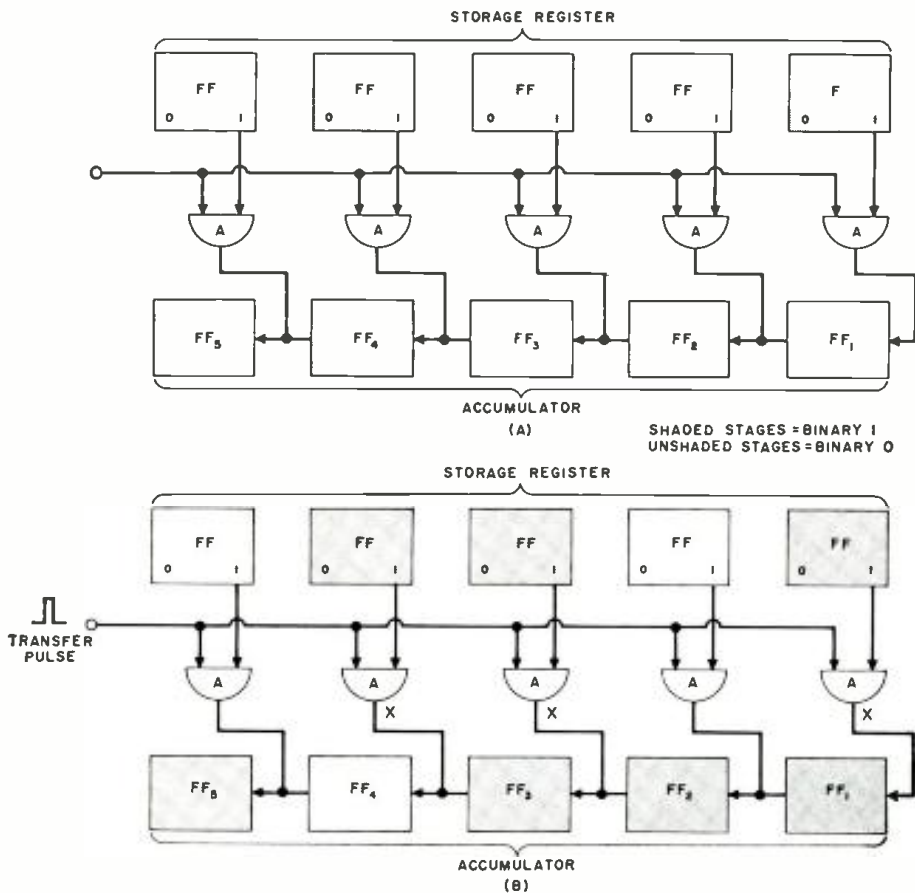 STORAGE REGISTER
FF FF FF FF F
0 1 0 1 0 1 0 1 0 1
A A A A A
FF5 FF4 FF3 FF2 FF1
ACCUMULATOR
(A)
SHADED STAGES = BINARY 1
UNSHADED STAGES = BINARY 0
STORAGE REGISTER
FF FF FF FF FF
0 1 0 1 0 1 0 1 0 1
TRANSFER
PULSE
A A A A A
X X X
FF5 FF4 FF3 FF2 FF1
ACCUMULATOR
(B)